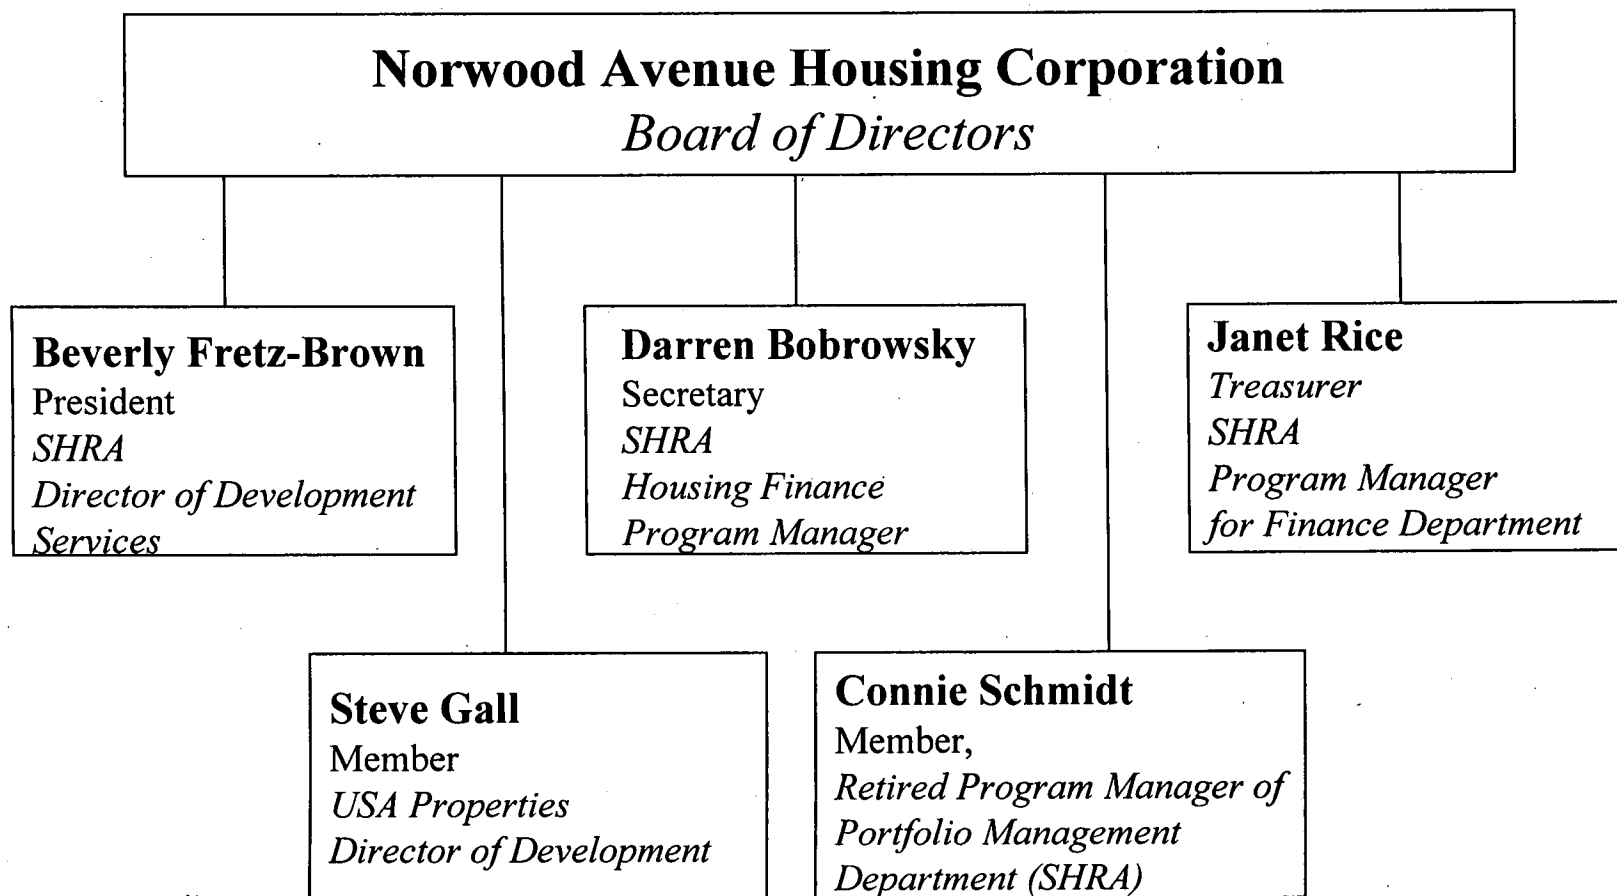 Norwood Avenue Housing Corporation
Board of Directors
Beverly Fretz-Brown
President
SHRA
Director of Development
Services
Darren Bobrowsky
Secretary
SHRA
Housing Finance
Program Manager
Janet Rice
Treasurer
SHRA
Program Manager
for Finance Department
Steve Gall
Member
USA Properties
Director of Development
Connie Schmidt
Member,
Retired Program Manager of
Portfolio Management
Department (SHRA)